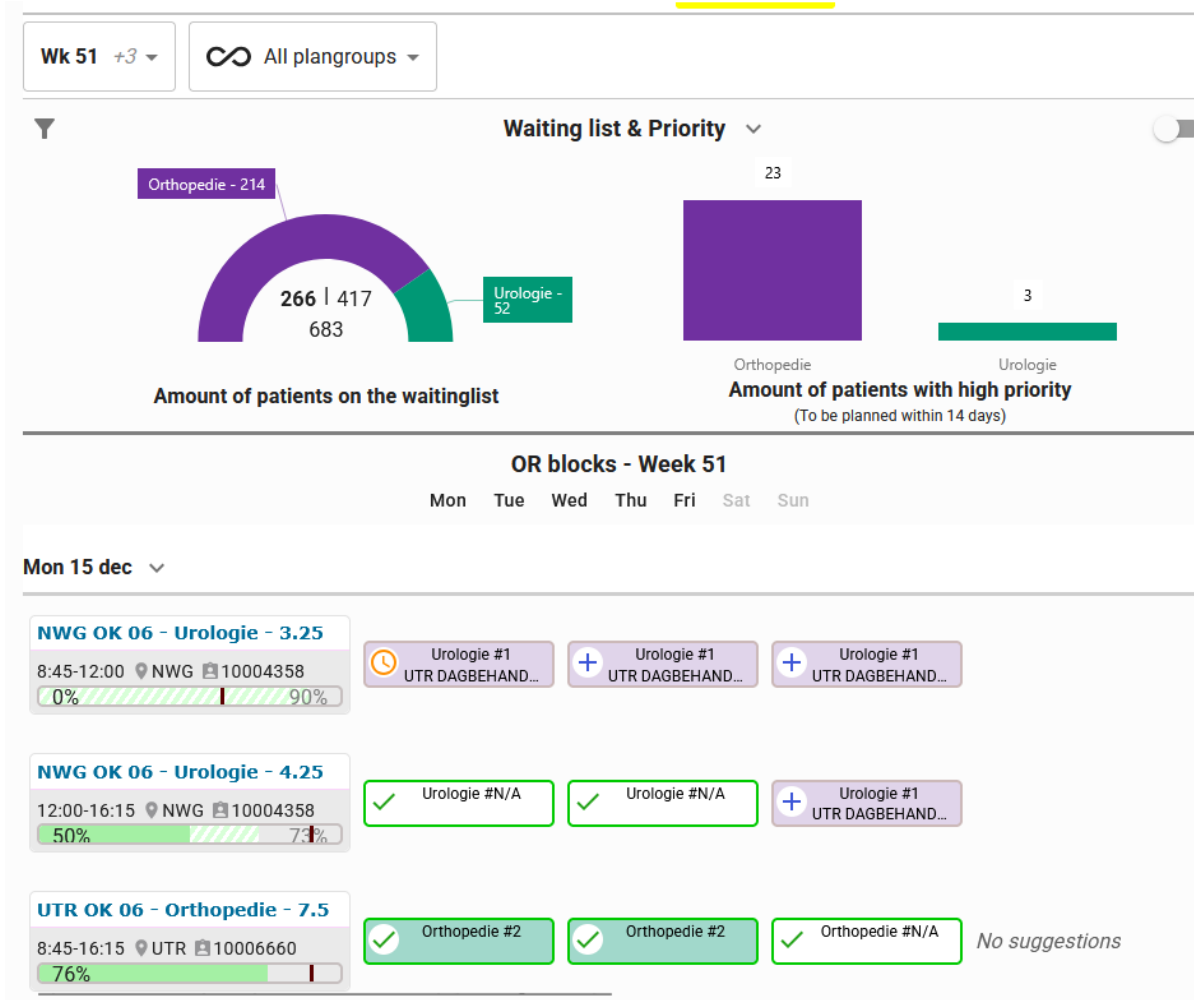 Wk 51 +3
All plangroups
Waiting list & Priority
Orthopedie - 214
Urologie -
52
266 | 417
683
Amount of patients on the waitinglist
23
3
Orthopedie
Urologie
Amount of patients with high priority
(To be planned within 14 days)
OR blocks - Week 51
Mon Tue Wed Thu Fri Sat Sun
Mon 15 dec
NWG OK 06 - Urologie - 3.25
8:45-12:00 NWG 10004358
0% 90%
Urologie #1
UTR DAGBEHAND...
Urologie #1
UTR DAGBEHAND...
Urologie #1
UTR DAGBEHAND...
NWG OK 06 - Urologie - 4.25
12:00-16:15 NWG 10004358
50% 73%
Urologie #N/A
Urologie #N/A
Urologie #1
UTR DAGBEHAND...
UTR OK 06 - Orthopedie - 7.5
8:45-16:15 UTR 10006660
76%
Orthopedie #2
Orthopedie #2
Orthopedie #N/A
No suggestions